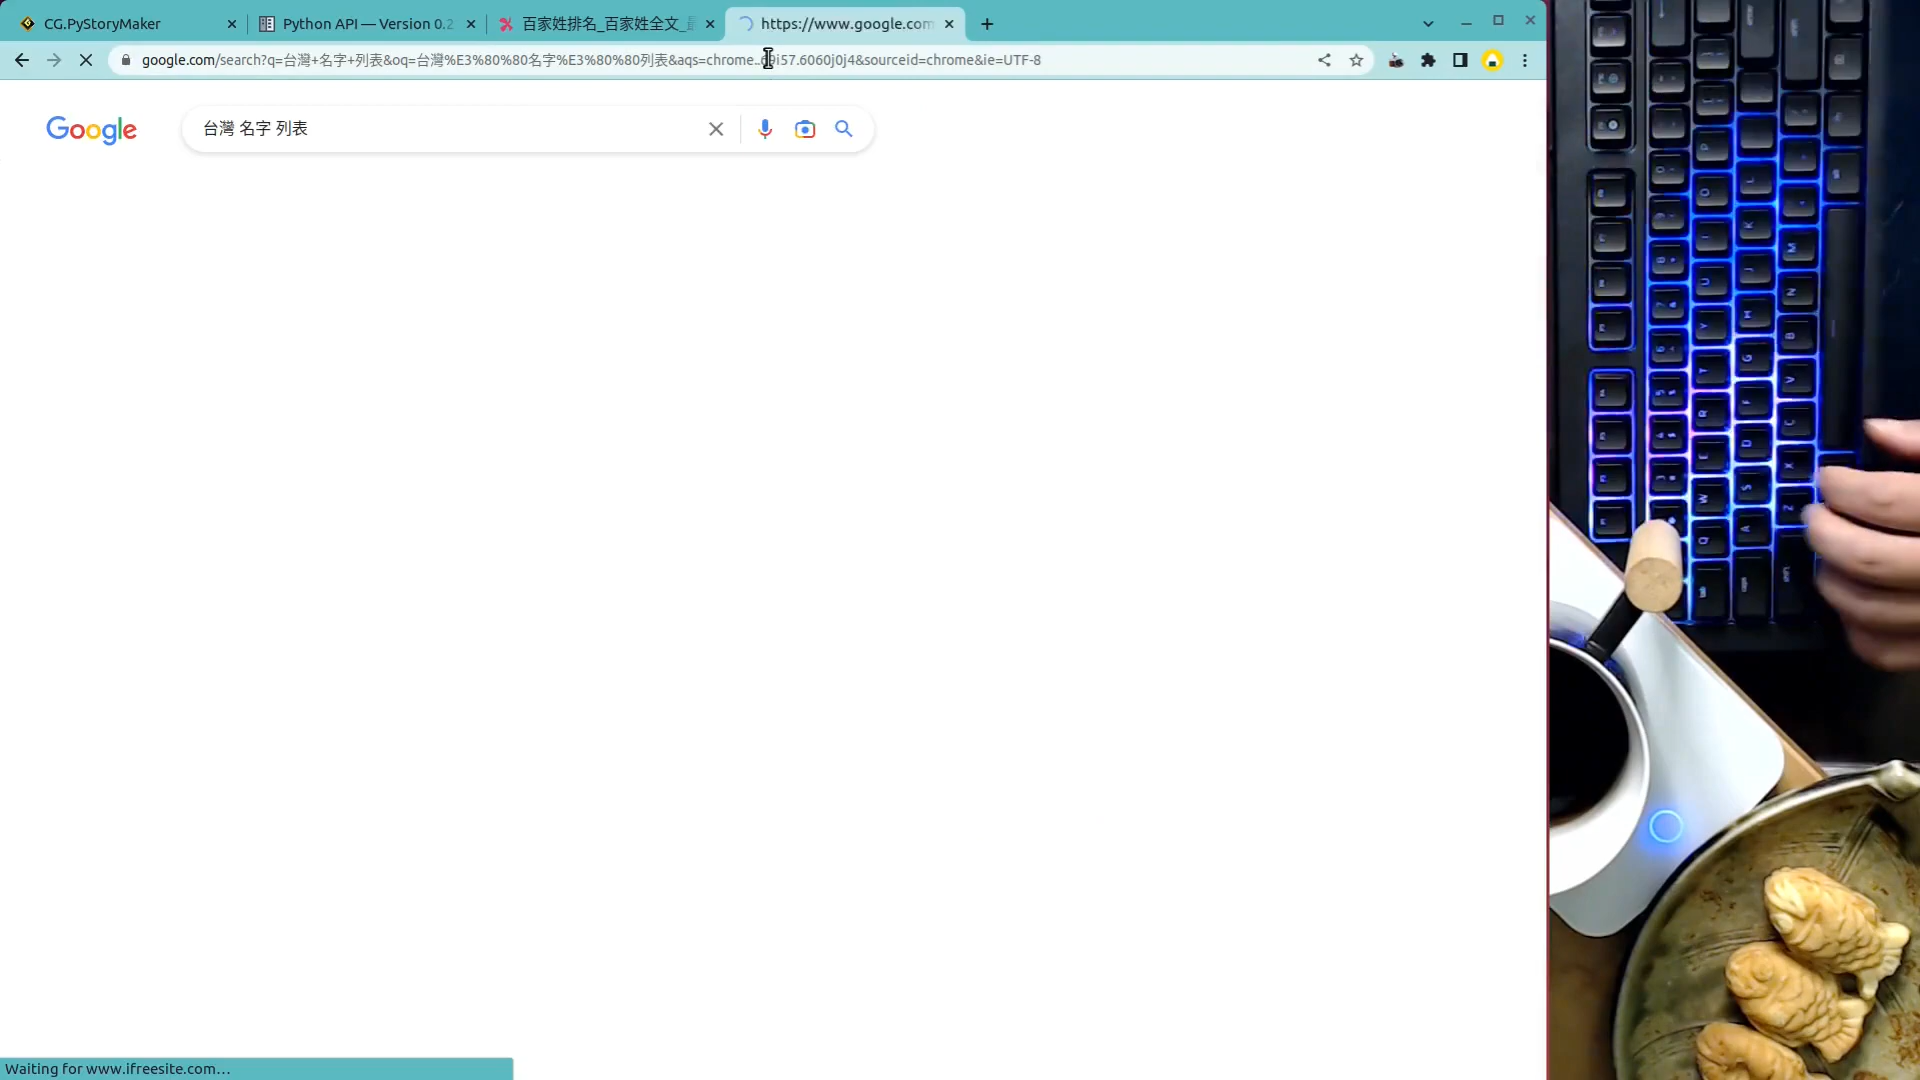 CG.PyStoryMaker
Python API — Version 0.2
百家姓排名_百家姓全文_
https://www.google.com
google.com/search?q=台灣+名字+列表&oq=台灣%E3%80%80名字%E3%80%80列表&aqs=chrome..69i57.6060j0j4&sourceid=chrome&ie=UTF-8
Google
台灣 名字 列表
Waiting for www.ifreesite.com...